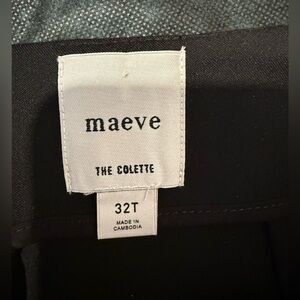 maeve
THE COLETTE
32T
MADE IN
CAMBODIA